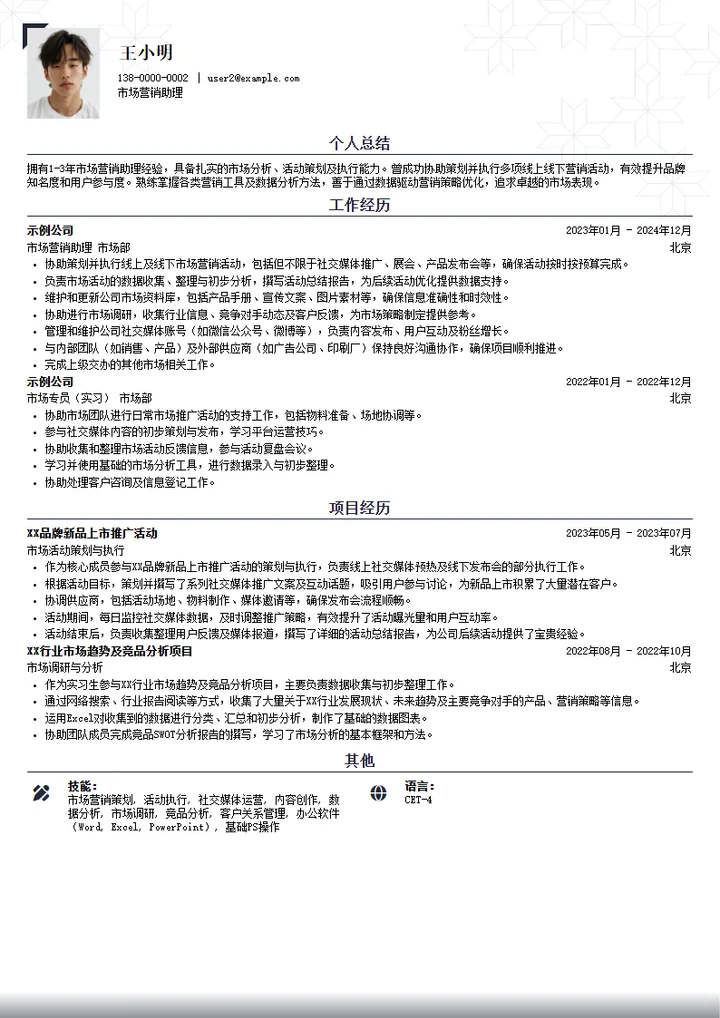 王小明
138-0000-0002 | user2@example.com
市场营销助理
个人总结
拥有1-3年市场营销助理经验，具备扎实的市场分析、活动策划及执行能力。曾成功协助策划并执行多项线上线下营销活动，有效提升品牌
知名度和用户参与度。熟练掌握各类营销工具及数据分析方法，善于通过数据驱动营销策略优化，追求卓越的市场表现。
工作经历
示例公司 2023年01月 - 2024年12月
市场营销助理 市场部 北京
• 协助策划并执行线上及线下市场营销活动，包括但不限于社交媒体推广、展会、产品发布会等，确保活动按时按预算完成。
• 负责市场活动的数据收集、整理与初步分析，撰写活动总结报告，为后续活动优化提供数据支持。
• 维护和更新公司市场资料库，包括产品手册、宣传文案、图片素材等，确保信息准确性和时效性。
• 协助进行市场调研，收集行业信息、竞争对手动态及客户反馈，为市场策略制定提供参考。
• 管理和维护公司社交媒体账号（如微信公众号、微博等），负责内容发布、用户互动及粉丝增长。
• 与内部团队（如销售、产品）及外部供应商（如广告公司、印刷厂）保持良好沟通协作，确保项目顺利推进。
• 完成上级交办的其他市场相关工作。
示例公司 2022年01月 - 2022年12月
市场专员（实习） 市场部 北京
• 协助市场团队进行日常市场推广活动的支持工作，包括物料准备、场地协调等。
• 参与社交媒体内容的初步策划与发布，学习平台运营技巧。
• 协助收集和整理市场活动反馈信息，参与活动复盘会议。
• 学习并使用基础的市场分析工具，进行数据录入与初步整理。
• 协助处理客户咨询及信息登记工作。
项目经历
XX品牌新品上市推广活动 2023年05月 - 2023年07月
市场活动策划与执行 北京
• 作为核心成员参与XX品牌新品上市推广活动的策划与执行，负责线上社交媒体预热及线下发布会的部分执行工作。
• 根据活动目标，策划并撰写了系列社交媒体推广文案及互动话题，吸引用户参与讨论，为新品上市积累了大量潜在客户。
• 协调供应商，包括活动场地、物料制作、媒体邀请等，确保发布会流程顺畅。
• 活动期间，每日监控社交媒体数据，及时调整推广策略，有效提升了活动曝光量和用户互动率。
• 活动结束后，负责收集整理用户反馈及媒体报道，撰写了详细的活动总结报告，为公司后续活动提供了宝贵经验。
XX行业市场趋势及竞品分析项目 2022年08月 - 2022年10月
市场调研与分析 北京
• 作为实习生参与XX行业市场趋势及竞品分析项目，主要负责数据收集与初步整理工作。
• 通过网络搜索、行业报告阅读等方式，收集了大量关于XX行业发展现状、未来趋势及主要竞争对手的产品、营销策略等信息。
• 运用Excel对收集到的数据进行分类、汇总和初步分析，制作了基础的数据图表。
• 协助团队成员完成竞品SWOT分析报告的撰写，学习了市场分析的基本框架和方法。
其他
技能：
市场营销策划, 活动执行, 社交媒体运营, 内容创作, 数
据分析, 市场调研, 竞品分析, 客户关系管理, 办公软件
（Word, Excel, PowerPoint）, 基础PS操作
语言：
CET-4